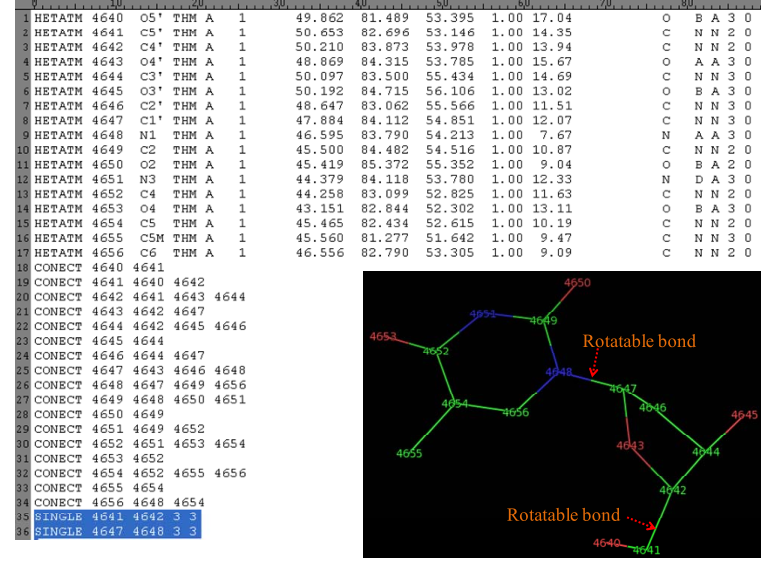 0 10 20 30 40 50 60 70 80
1 HETATM 4640 O5' THM A 1 49.862 81.489 53.395 1.00 17.04 O B A 3 0
2 HETATM 4641 C5' THM A 1 50.653 82.696 53.146 1.00 14.35 C N N 2 0
3 HETATM 4642 C4' THM A 1 50.210 83.873 53.978 1.00 13.94 C N N 2 0
4 HETATM 4643 O4' THM A 1 48.869 84.315 53.785 1.00 15.67 O A A 3 0
5 HETATM 4644 C3' THM A 1 50.097 83.500 55.434 1.00 14.69 C N N 3 0
6 HETATM 4645 O3' THM A 1 50.192 84.715 56.106 1.00 13.02 O B A 3 0
7 HETATM 4646 C2' THM A 1 48.647 83.062 55.566 1.00 11.51 C N N 3 0
8 HETATM 4647 C1' THM A 1 47.884 84.112 54.851 1.00 12.07 C N N 3 0
9 HETATM 4648 N1 THM A 1 46.595 83.790 54.213 1.00 7.67 N A A 3 0
10 HETATM 4649 C2 THM A 1 45.500 84.482 54.516 1.00 10.87 C N N 2 0
11 HETATM 4650 O2 THM A 1 45.419 85.372 55.352 1.00 9.04 O B A 2 0
12 HETATM 4651 N3 THM A 1 44.379 84.118 53.780 1.00 12.33 N D A 3 0
13 HETATM 4652 C4 THM A 1 44.258 83.099 52.825 1.00 11.63 C N N 2 0
14 HETATM 4653 O4 THM A 1 43.151 82.844 52.302 1.00 13.11 O B A 2 0
15 HETATM 4654 C5 THM A 1 45.465 82.434 52.615 1.00 10.19 C N N 2 0
16 HETATM 4655 C5M THM A 1 45.560 81.277 51.642 1.00 9.47 C N N 3 0
17 HETATM 4656 C6 THM A 1 46.556 82.790 53.305 1.00 9.09 C N N 2 0
18 CONECT 4640 4641
19 CONECT 4641 4640 4642
20 CONECT 4642 4641 4643 4644
21 CONECT 4643 4642 4647
22 CONECT 4644 4642 4645 4646
23 CONECT 4645 4644
24 CONECT 4646 4644 4647
25 CONECT 4647 4643 4646 4648
26 CONECT 4648 4647 4649 4656
27 CONECT 4649 4648 4650 4651
28 CONECT 4650 4649
29 CONECT 4651 4649 4652
30 CONECT 4652 4651 4653 4654
31 CONECT 4653 4652
32 CONECT 4654 4652 4655 4656
33 CONECT 4655 4654
34 CONECT 4656 4648 4654
35 SINGLE 4641 4642 3 3
36 SINGLE 4647 4648 3 3
4650
4651
4649
4653
Rotatable bond
4652
4648
4647
4654
4656
4646
4645
4655
4643
4644
4642
Rotatable bond
4640
4641